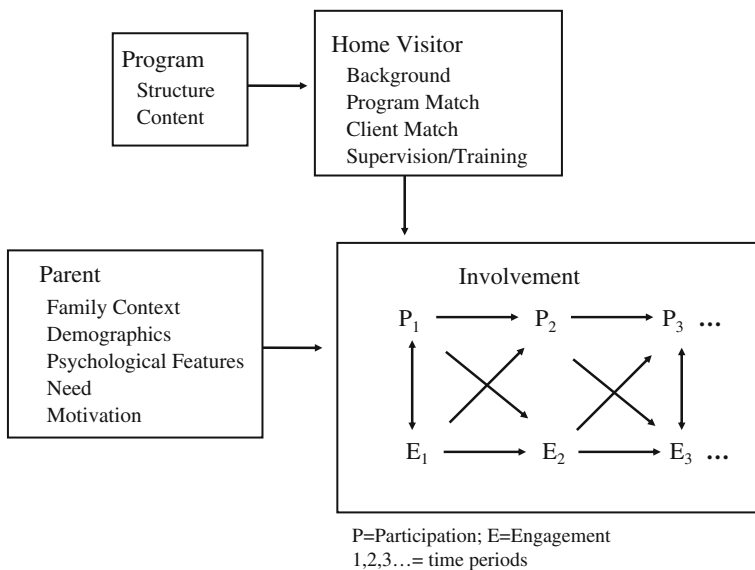 Program
Structure
Content
Home Visitor
Background
Program Match
Client Match
Supervision/Training
Parent
Family Context
Demographics
Psychological Features
Need
Motivation
Involvement
P₁ P₂ P₃ ...
E₁ E₂ E₃ ...
P=Participation; E=Engagement
1,2,3...= time periods